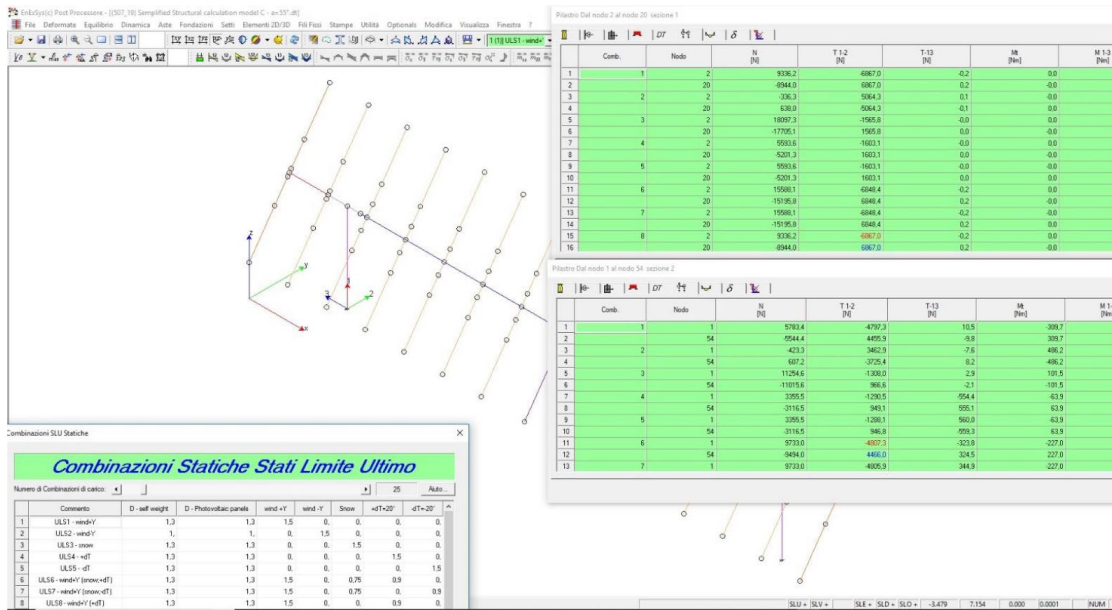 EnExSys(c) Post Processore - [(507_19) Semplified Structural calculation model C - a=55°.dt]
File Deformate Equilibrio Dinamica Aste Fondazioni Setti Elementi 2D/3D Fili Fissi Stampe Utilità Optionals Modifica Visualizza Finestra ?
1 (1)| ULS1 - wind+Y
z
y
x
3
1
2
Pilastro Dal nodo 2 al nodo 20 sezione 1
DT
δ
Comb. Nodo N [N] T 1-2 [N] T-13 [N] Mt [Nm] M 1-3 [Nm]
1 1 2 9336,2 -6867,0 -0,2 0,0
2 20 -8944,0 6867,0 0,2 -0,0
3 2 2 -336,3 5064,3 0,1 -0,0
4 20 638,0 -5064,3 -0,1 0,0
5 3 2 18097,3 -1565,8 -0,0 -0,0
6 20 -17705,1 1565,8 0,0 -0,0
7 4 2 5593,6 -1603,1 0,0 -0,0
8 20 -5201,3 1603,1 0,0 -0,0
9 5 2 5593,6 -1603,1 0,0 -0,0
10 20 -5201,3 1603,1 0,0 -0,0
11 6 2 15588,1 -6848,4 -0,2 0,0
12 20 -15195,8 6848,4 0,2 -0,0
13 7 2 15588,1 -6848,4 -0,2 0,0
14 20 -15195,8 6848,4 0,2 -0,0
15 8 2 9336,2 -6867,0 -0,2 0,0
16 20 -8944,0 6867,0 0,2 -0,0
Pilastro Dal nodo 1 al nodo 54 sezione 2
DT
δ
Comb. Nodo N [N] T 1-2 [N] T-13 [N] Mt [Nm] M 1- [Nm
1 1 1 5783,4 -4797,3 10,5 -309,7
2 54 -5544,4 4455,9 -9,8 309,7
3 2 1 -423,3 3462,9 -7,6 486,2
4 54 607,2 -3725,4 8,2 -486,2
5 3 1 11254,6 -1308,0 2,9 101,5
6 54 -11015,6 966,6 -2,1 -101,5
7 4 1 3355,5 -1290,5 -554,4 -63,9
8 54 -3116,5 949,1 555,1 63,9
9 5 1 3355,5 -1288,1 560,0 -63,9
10 54 -3116,5 946,8 -559,3 63,9
11 6 1 9733,0 -4807,3 -323,8 -227,0
12 54 -9494,0 4466,0 324,5 227,0
13 7 1 9733,0 -4805,9 344,9 -227,0
Combinazioni SLU Statiche
Combinazioni Statiche Stati Limite Ultimo
Numero di Combinazioni di carico: 25 Auto...
Commento D - self weight D - Photovoltaic panels wind +Y wind -Y Snow +dT+20° -dT=-20°
1 ULS1 - wind+Y 1,3 1,3 1,5 0, 0, 0, 0,
2 ULS2 - wind-Y 1, 1, 0, 1,5 0, 0, 0,
3 ULS3 - snow 1,3 1,3 0, 0, 1,5 0, 0,
4 ULS4 - +dT 1,3 1,3 0, 0, 0, 1,5 0,
5 ULS5 - -dT 1,3 1,3 0, 0, 0, 0, 1,5
6 ULS6 - wind+Y (snow,+dT) 1,3 1,3 1,5 0, 0,75 0,9 0,
7 ULS7 - wind+Y (snow,-dT) 1,3 1,3 1,5 0, 0,75 0, 0,9
8 ULS8 - wind+Y (+dT) 1,3 1,3 1,5 0, 0, 0,9 0,
SLU + SLV + SLE + SLD + SLO + -3.479 7.154 0.000 0.0001 NUM